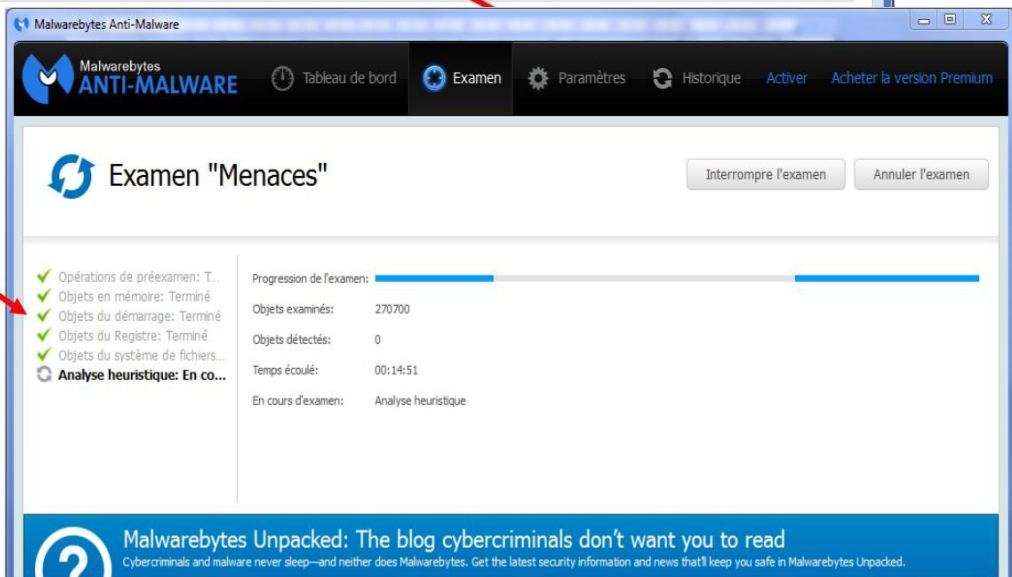 Malwarebytes Anti-Malware
Malwarebytes
ANTI-MALWARE
Tableau de bord
Examen
Paramètres
Historique
Activer
Acheter la version Premium
Examen "Menaces"
Interrompre l'examen
Annuler l'examen
Opérations de préexamen: T...
Objets en mémoire: Terminé
Objets du démarrage: Terminé
Objets du Registre: Terminé
Objets du système de fichiers...
Analyse heuristique: En co...
Progression de l'examen:
Objets examinés: 270700
Objets détectés: 0
Temps écoulé: 00:14:51
En cours d'examen: Analyse heuristique
Malwarebytes Unpacked: The blog cybercriminals don't want you to read
Cybercriminals and malware never sleep—and neither does Malwarebytes. Get the latest security information and news that'll keep you safe in Malwarebytes Unpacked.